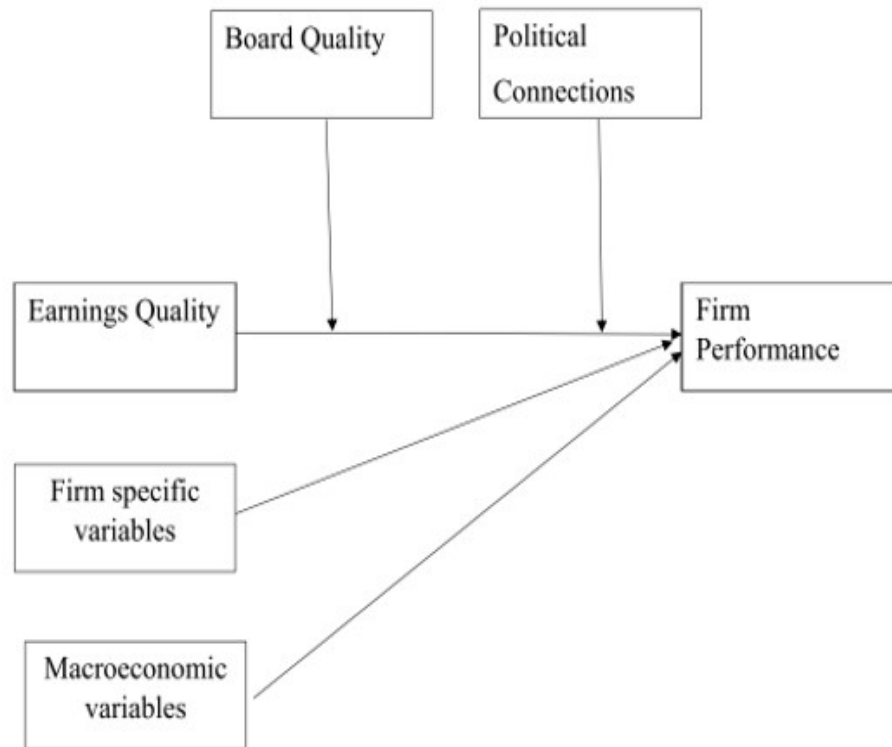 Board Quality
Political
Connections
Earnings Quality
Firm
Performance
Firm specific
variables
Macroeconomic
variables